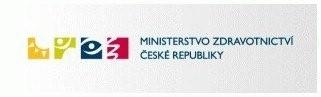 MINISTERSTVO ZDRAVOTNICTVÍ
ČESKÉ REPUBLIKY